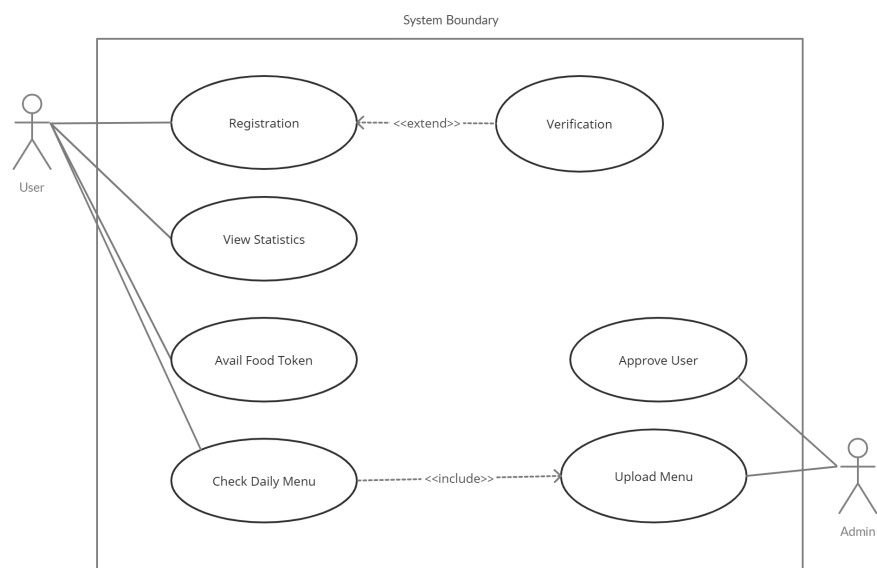 System Boundary
Registration
<<extend>>
Verification
User
View Statistics
Avail Food Token
Approve User
Check Daily Menu
<<include>>
Upload Menu
Admin